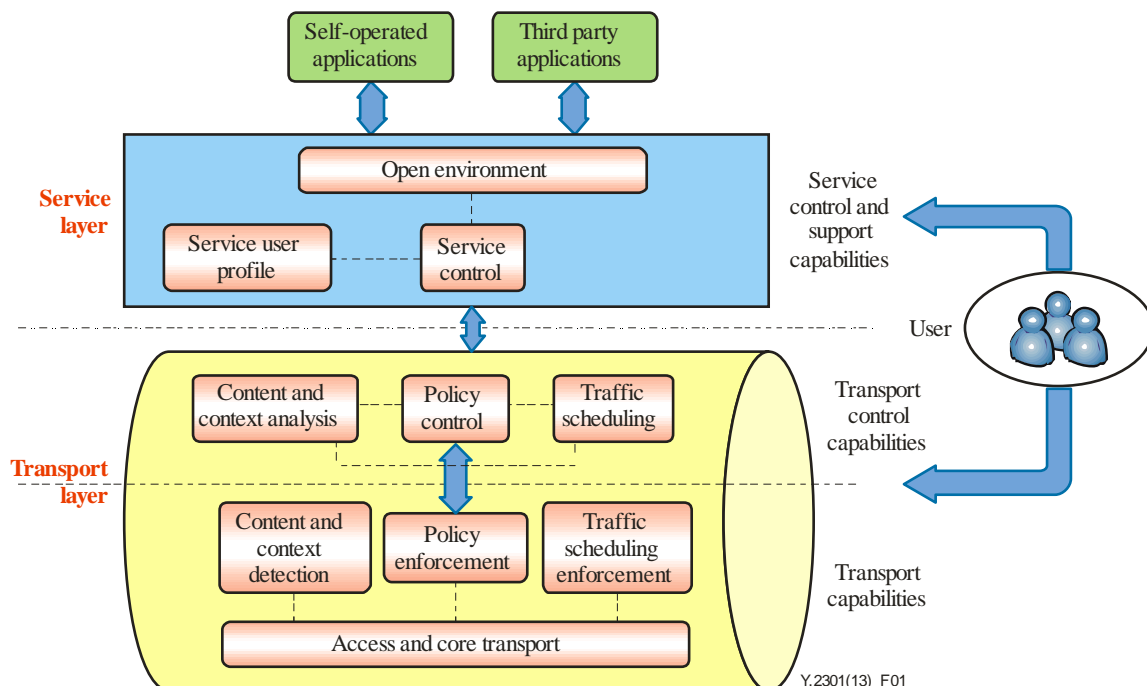 Self-operated
applications
Third party
applications
Open environment
Service
layer
Service user
profile
Service
control
Service
control and
support
capabilities
User
Content and
context analysis
Policy
control
Traffic
scheduling
Transport
control
capabilities
Transport
layer
Content and
context
detection
Policy
enforcement
Traffic
scheduling
enforcement
Transport
capabilities
Access and core transport
Y.2301(13)_F01